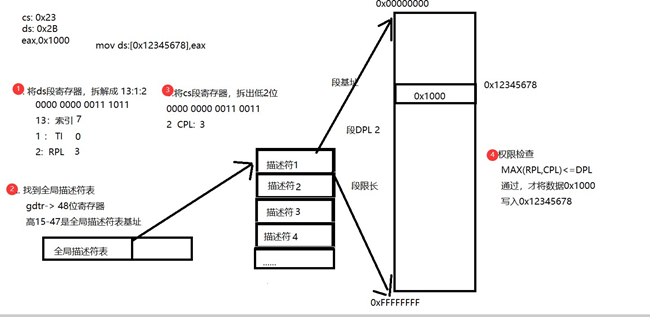 cs: 0x23
ds: 0x2B
eax,0x1000
mov ds:[0x12345678],eax
0x00000000
1 将ds段寄存器，拆解成 13:1:2
0000 0000 0011 1011
13：索引 7
1 ： TI 0
2: RPL 3
3 将cs段寄存器，拆出低2位
0000 0000 0011 0011
2 CPL: 3
段基址
0x12345678
0x1000
段DPL 2
4 权限检查
MAX(RPL,CPL)<=DPL
通过，才将数据0x1000
写入0x12345678
描述符1
描述符2
描述符3
描述符4
......
段限长
2 找到全局描述符表
gdtr-> 48位寄存器
高15-47是全局描述符表基址
全局描述符表
0xFFFFFFFF